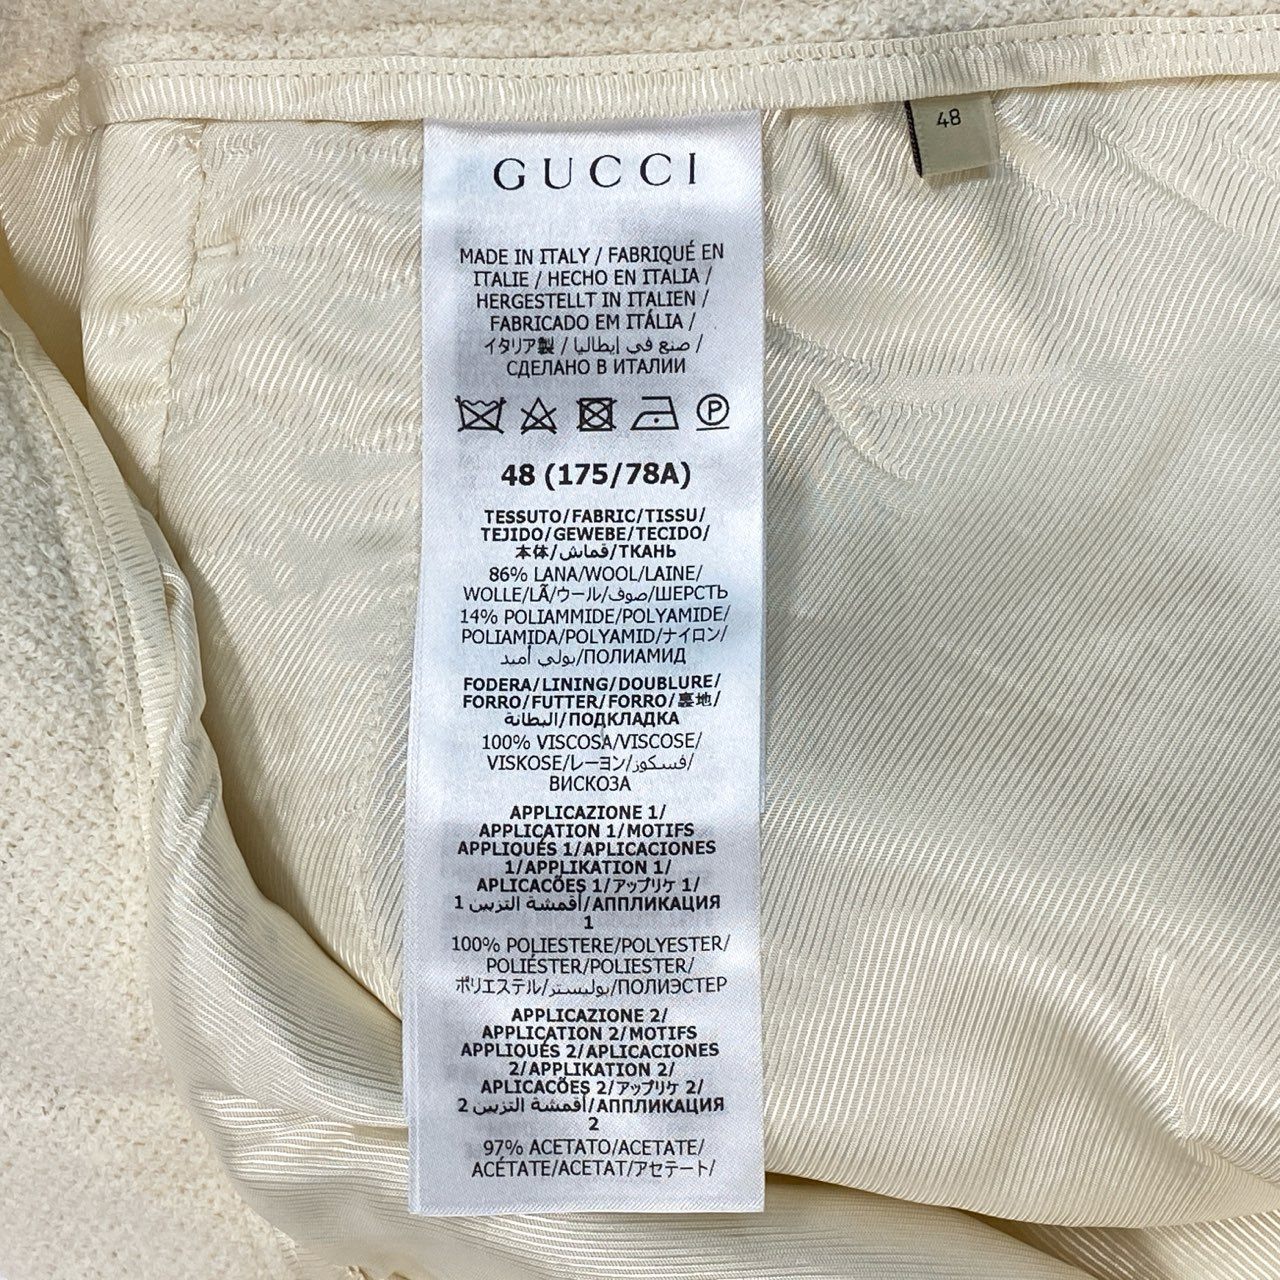 GUCCI
48
MADE IN ITALY / FABRIQUÉ EN
ITALIE / HECHO EN ITALIA /
HERGESTELLT IN ITALIEN /
FABRICADO EM ITÁLIA /
イタリア製 / صنع في إيطاليا /
СДЕЛАНО В ИТАЛИИ
P
48 (175/78A)
TESSUTO/FABRIC/TISSU/
TEJIDO/GEWEBE/TECIDO/
本体/قماش/ТКАНЬ
86% LANA/WOOL/LAINE/
WOLLE/LÃ/ウール/صوف/ШЕРСТЬ
14% POLIAMMIDE/POLYAMIDE/
POLIAMIDA/POLYAMID/ナイロン/
بولي أميد/ПОЛИАМИД
FODERA/LINING/DOUBLURE/
FORRO/FUTTER/FORRO/裏地/
البطانة/ПОДКЛАДКА
100% VISCOSA/VISCOSE/
VISKOSE/レーヨン/فسكوز/
ВИСКОЗА
APPLICAZIONE 1/
APPLICATION 1/MOTIFS
APPLIQUÉS 1/APLICACIONES
1/APPLIKATION 1/
APLICACÕES 1/アップリケ 1/
أقمشة التزيين 1/АППЛИКАЦИЯ
1
100% POLIESTERE/POLYESTER/
POLIÉSTER/POLIESTER/
ポリエステル/بوليستر/ПОЛИЭСТЕР
APPLICAZIONE 2/
APPLICATION 2/MOTIFS
APPLIQUÉS 2/APLICACIONES
2/APPLIKATION 2/
APLICACÕES 2/アップリケ 2/
أقمشة التزيين 2/АППЛИКАЦИЯ
2
97% ACETATO/ACETATE/
ACÉTATE/ACETAT/アセテート/